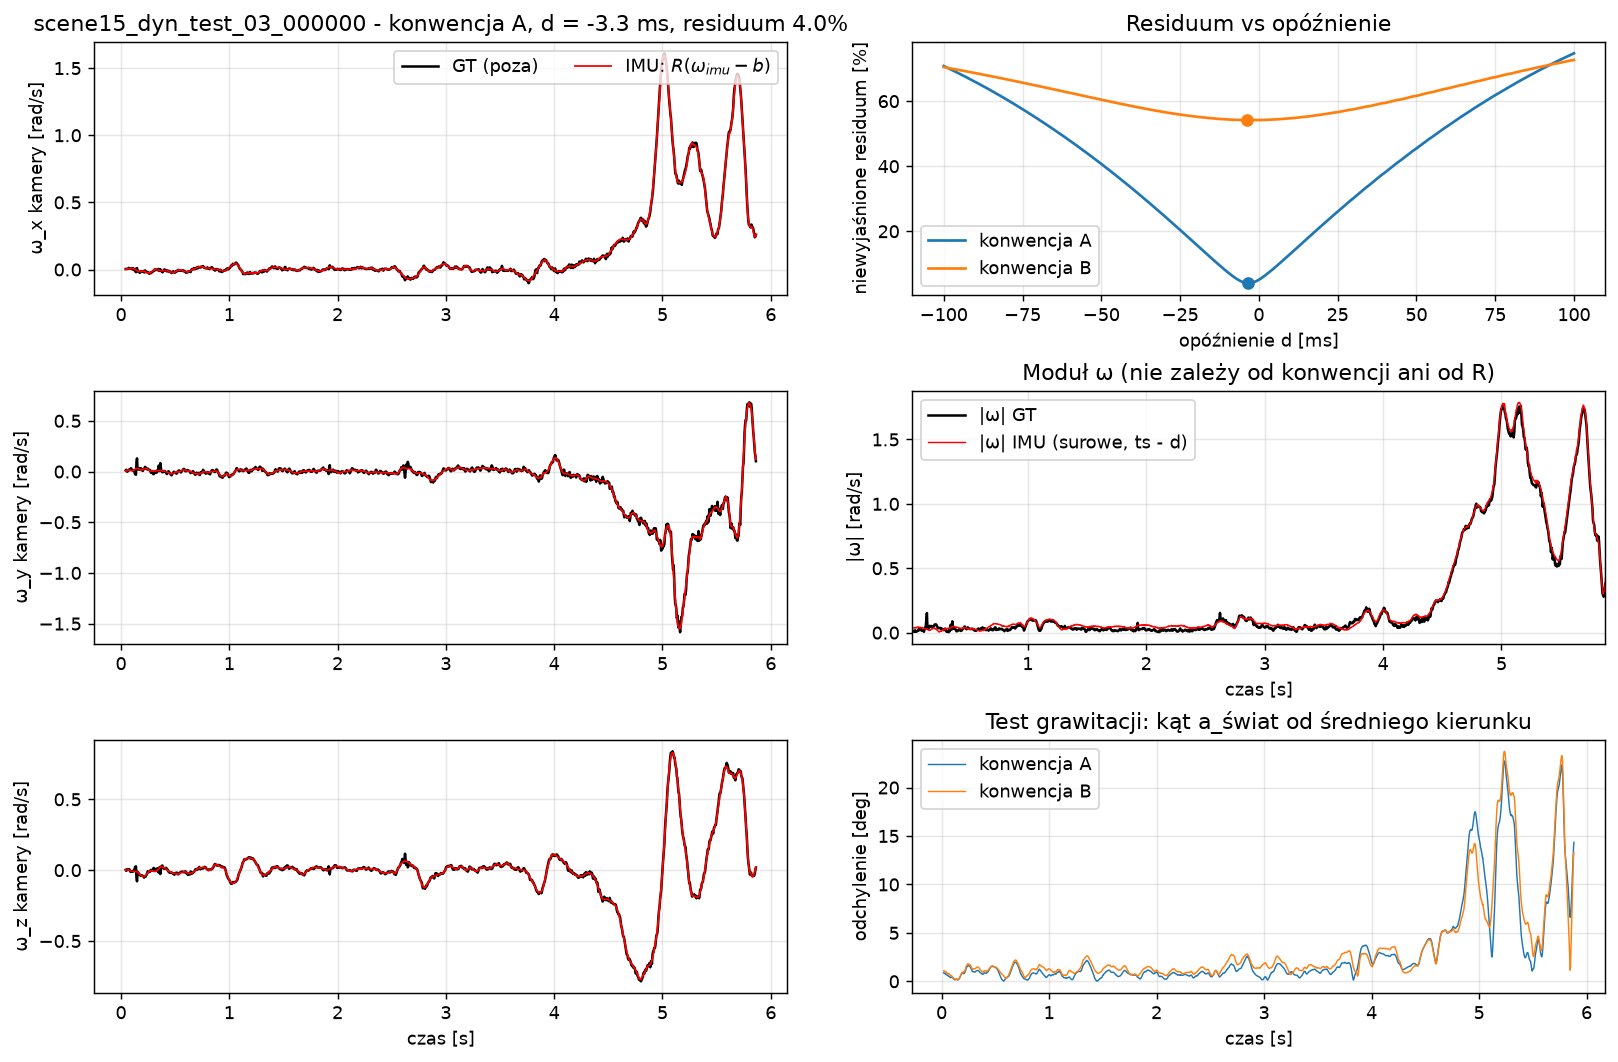 scene15_dyn_test_03_000000 - konwencja A, d = -3.3 ms, residuum 4.0%
GT (poza)
IMU: R(ω_imu − b)
ω_x kamery [rad/s]
1.5
1.0
0.5
0.0
0 1 2 3 4 5 6
Residuum vs opóźnienie
niewyjaśnione residuum [%]
60
40
20
konwencja A
konwencja B
−100 −75 −50 −25 0 25 50 75 100
opóźnienie d [ms]
ω_y kamery [rad/s]
0.5
0.0
−0.5
−1.0
−1.5
0 1 2 3 4 5 6
Moduł ω (nie zależy od konwencji ani od R)
|ω| [rad/s]
1.5
1.0
0.5
0.0
|ω| GT
|ω| IMU (surowe, ts - d)
1 2 3 4 5
czas [s]
ω_z kamery [rad/s]
0.5
0.0
−0.5
0 1 2 3 4 5 6
czas [s]
Test grawitacji: kąt a_świat od średniego kierunku
odchylenie [deg]
20
15
10
5
0
konwencja A
konwencja B
0 1 2 3 4 5 6
czas [s]